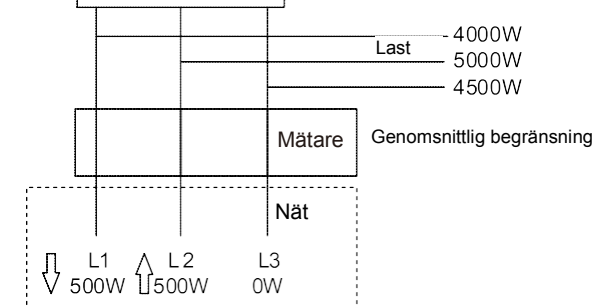 4000W
Last
5000W
4500W
Mätare
Genomsnittlig begränsning
Nät
L1 L2 L3
500W 500W 0W